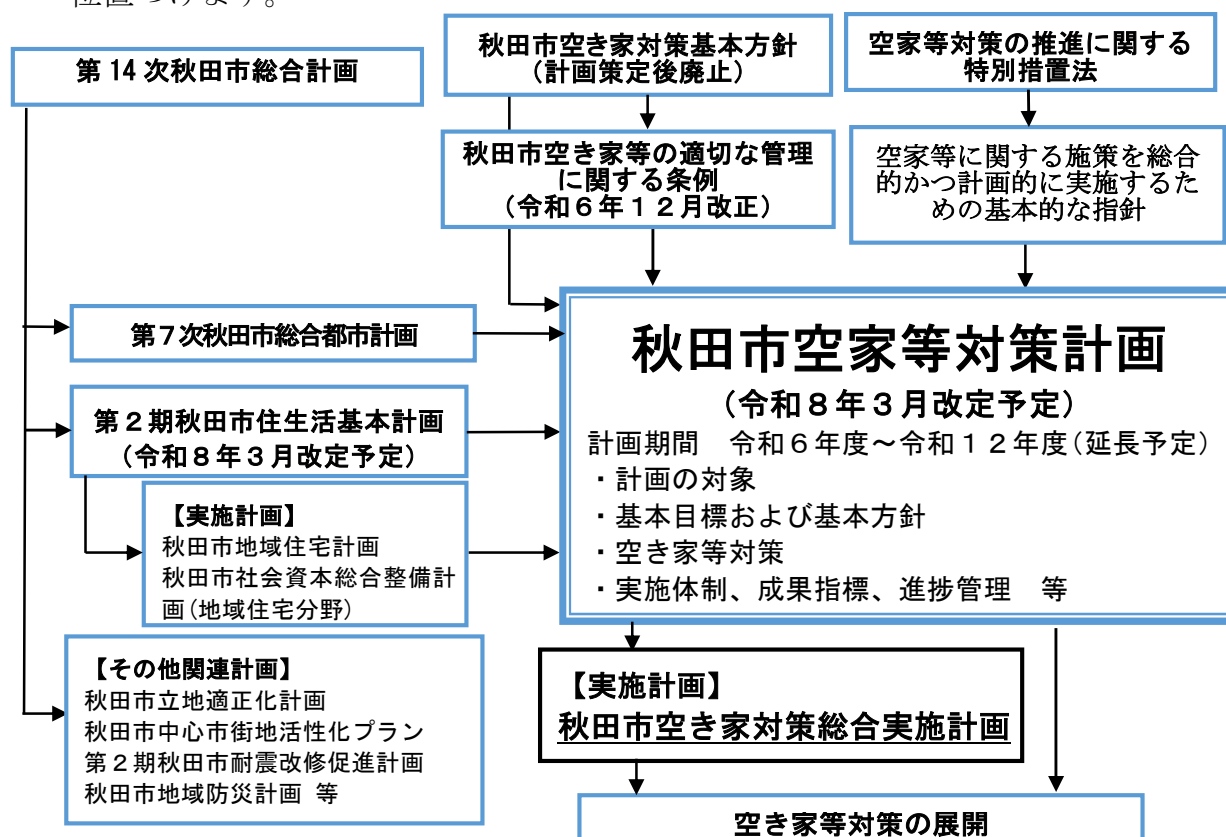 位置づけます。
第14次秋田市総合計画
秋田市空き家対策基本方針
（計画策定後廃止）
空家等対策の推進に関する
特別措置法
秋田市空き家等の適切な管理
に関する条例
（令和６年１２月改正）
空家等に関する施策を総合
的かつ計画的に実施するた
めの基本的な指針
第７次秋田市総合都市計画
第２期秋田市住生活基本計画
（令和８年３月改定予定）
【実施計画】
秋田市地域住宅計画
秋田市社会資本総合整備計
画(地域住宅分野)
【その他関連計画】
秋田市立地適正化計画
秋田市中心市街地活性化プラン
第２期秋田市耐震改修促進計画
秋田市地域防災計画 等
秋田市空家等対策計画
（令和８年３月改定予定）
計画期間　令和６年度～令和１２年度(延長予定)
・計画の対象
・基本目標および基本方針
・空き家等対策
・実施体制、成果指標、進捗管理　等
【実施計画】
秋田市空き家対策総合実施計画
空き家等対策の展開